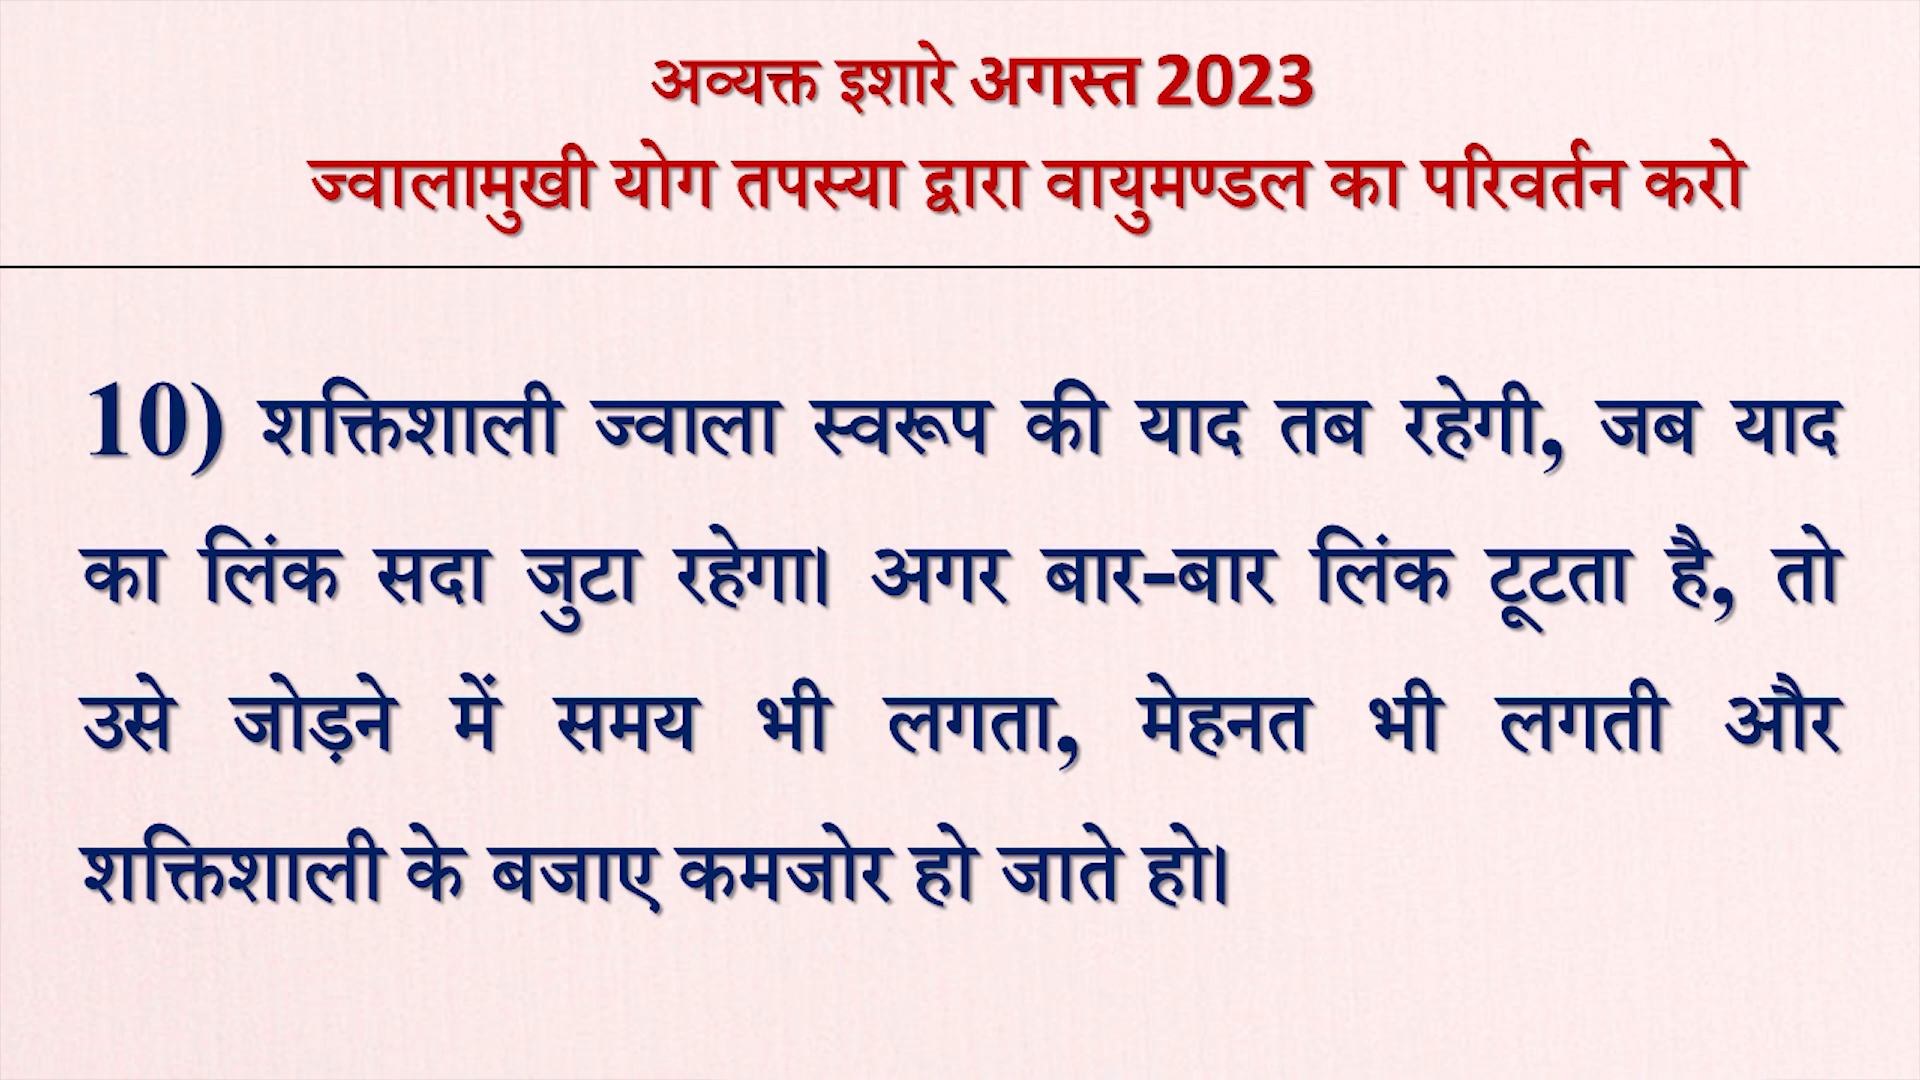 अव्यक्त इशारे अगस्त 2023
ज्वालामुखी योग तपस्या द्वारा वायुमण्डल का परिवर्तन करो
10) शक्तिशाली ज्वाला स्वरूप की याद तब रहेगी, जब याद
का लिंक सदा जुटा रहेगा। अगर बार-बार लिंक टूटता है, तो
उसे जोड़ने में समय भी लगता, मेहनत भी लगती और
शक्तिशाली के बजाए कमजोर हो जाते हो।